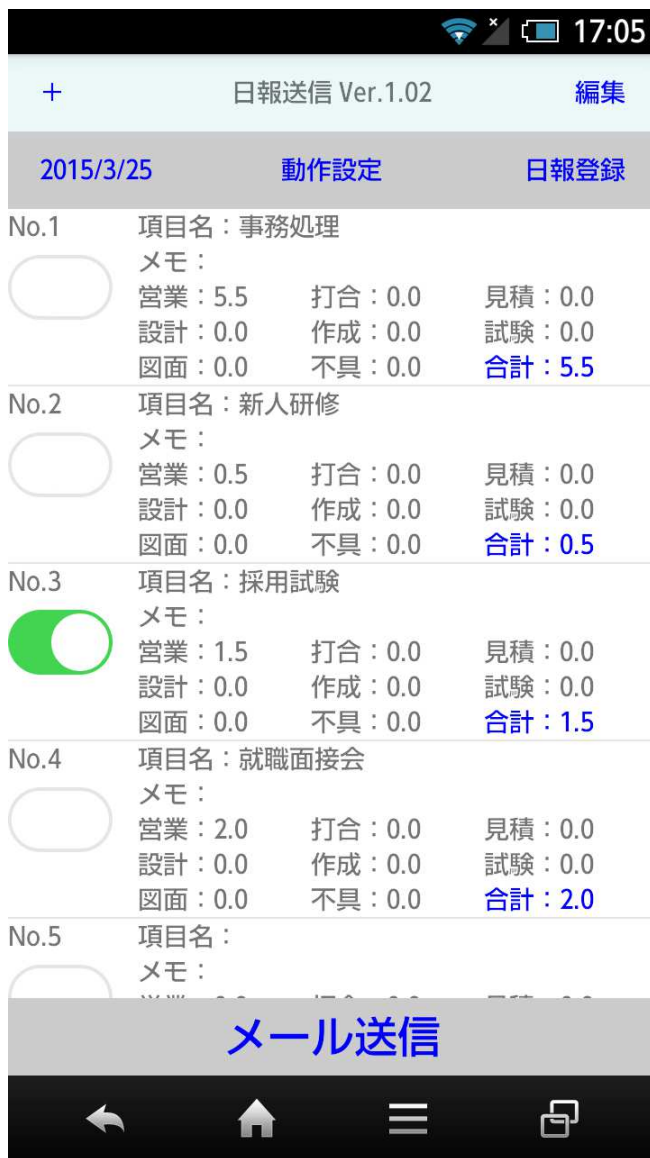 17:05
+ 日報送信 Ver.1.02 編集
2015/3/25 動作設定 日報登録
No.1 項目名：事務処理
メモ：
営業：5.5 打合：0.0 見積：0.0
設計：0.0 作成：0.0 試験：0.0
図面：0.0 不具：0.0 合計：5.5
No.2 項目名：新人研修
メモ：
営業：0.5 打合：0.0 見積：0.0
設計：0.0 作成：0.0 試験：0.0
図面：0.0 不具：0.0 合計：0.5
No.3 項目名：採用試験
メモ：
営業：1.5 打合：0.0 見積：0.0
設計：0.0 作成：0.0 試験：0.0
図面：0.0 不具：0.0 合計：1.5
No.4 項目名：就職面接会
メモ：
営業：2.0 打合：0.0 見積：0.0
設計：0.0 作成：0.0 試験：0.0
図面：0.0 不具：0.0 合計：2.0
No.5 項目名：
メモ：
メール送信